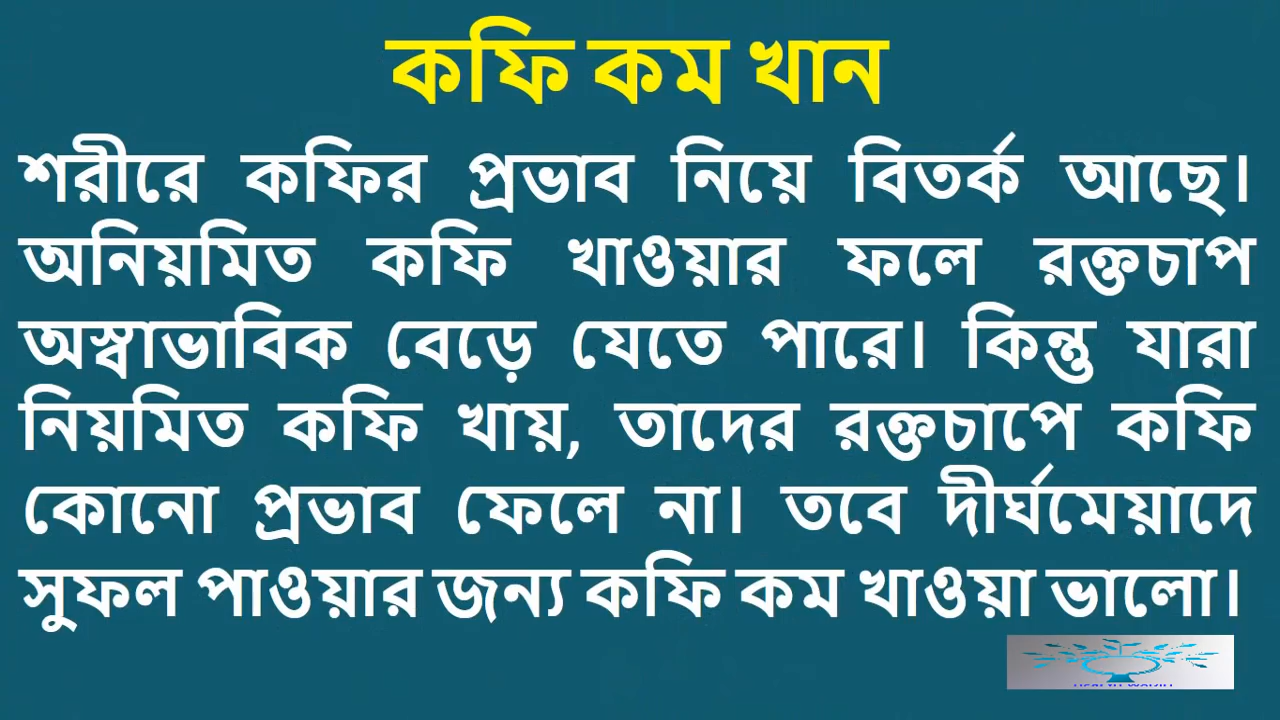 কফি কম খান
শরীরে কফির প্রভাব নিয়ে বিতর্ক আছে।
অনিয়মিত কফি খাওয়ার ফলে রক্তচাপ
অস্বাভাবিক বেড়ে যেতে পারে। কিন্তু যারা
নিয়মিত কফি খায়, তাদের রক্তচাপে কফি
কোনো প্রভাব ফেলে না। তবে দীর্ঘমেয়াদে
সুফল পাওয়ার জন্য কফি কম খাওয়া ভালো।